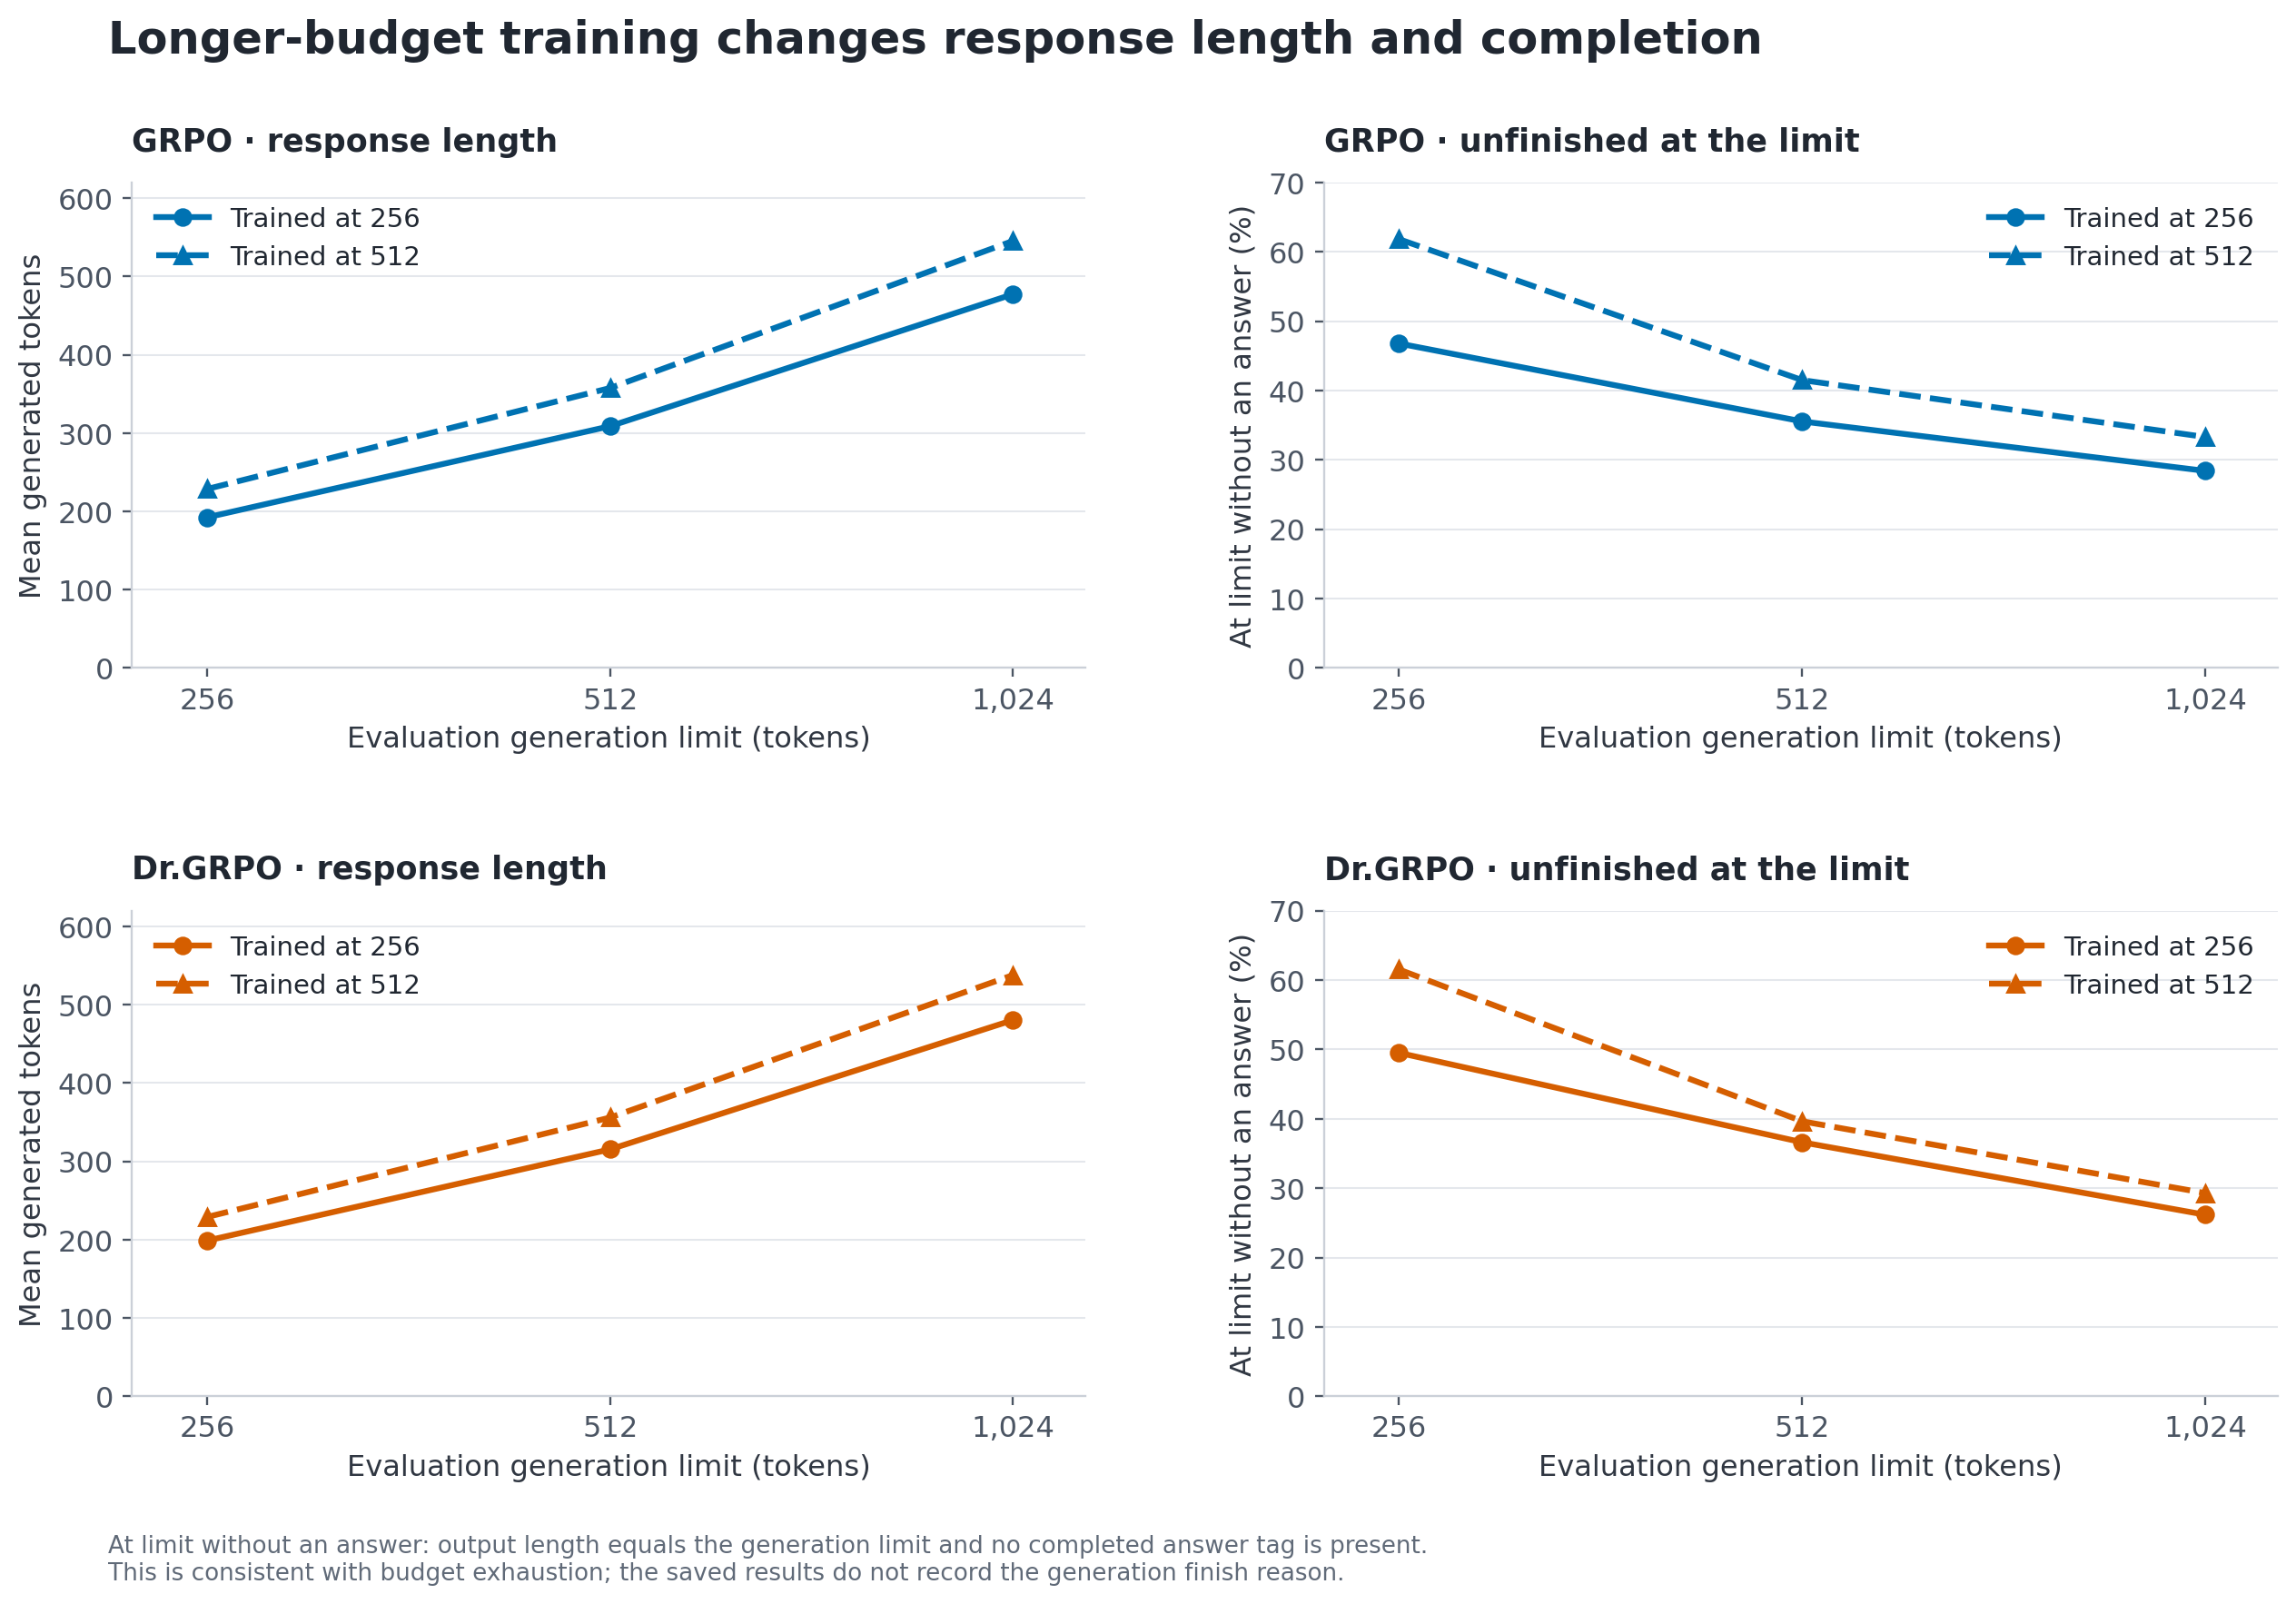 Longer-budget training changes response length and completion
GRPO · response length
Mean generated tokens
600
500
400
300
200
100
0
Trained at 256
Trained at 512
256
512
1,024
Evaluation generation limit (tokens)
GRPO · unfinished at the limit
At limit without an answer (%)
70
60
50
40
30
20
10
0
Trained at 256
Trained at 512
256
512
1,024
Evaluation generation limit (tokens)
Dr.GRPO · response length
Mean generated tokens
600
500
400
300
200
100
0
Trained at 256
Trained at 512
256
512
1,024
Evaluation generation limit (tokens)
Dr.GRPO · unfinished at the limit
At limit without an answer (%)
70
60
50
40
30
20
10
0
Trained at 256
Trained at 512
256
512
1,024
Evaluation generation limit (tokens)
At limit without an answer: output length equals the generation limit and no completed answer tag is present.
This is consistent with budget exhaustion; the saved results do not record the generation finish reason.